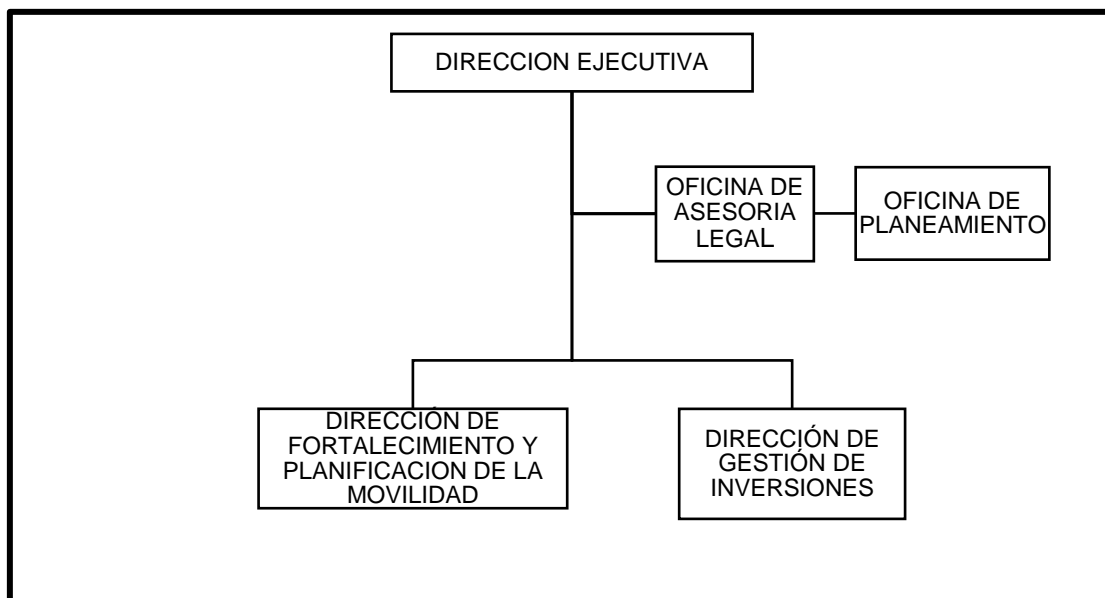 DIRECCION EJECUTIVA
OFICINA DE
ASESORIA
LEGAL
OFICINA DE
PLANEAMIENTO
DIRECCIÓN DE
FORTALECIMIENTO Y
PLANIFICACION DE LA
MOVILIDAD
DIRECCIÓN DE
GESTIÓN DE
INVERSIONES